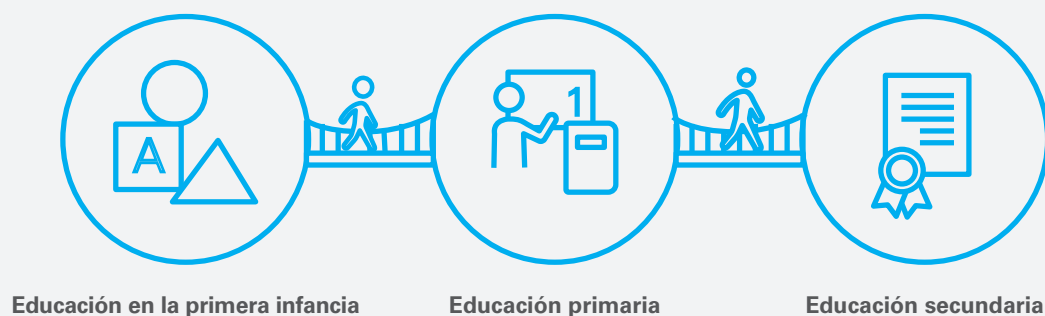 A
1
Educación en la primera infancia
Educación primaria
Educación secundaria